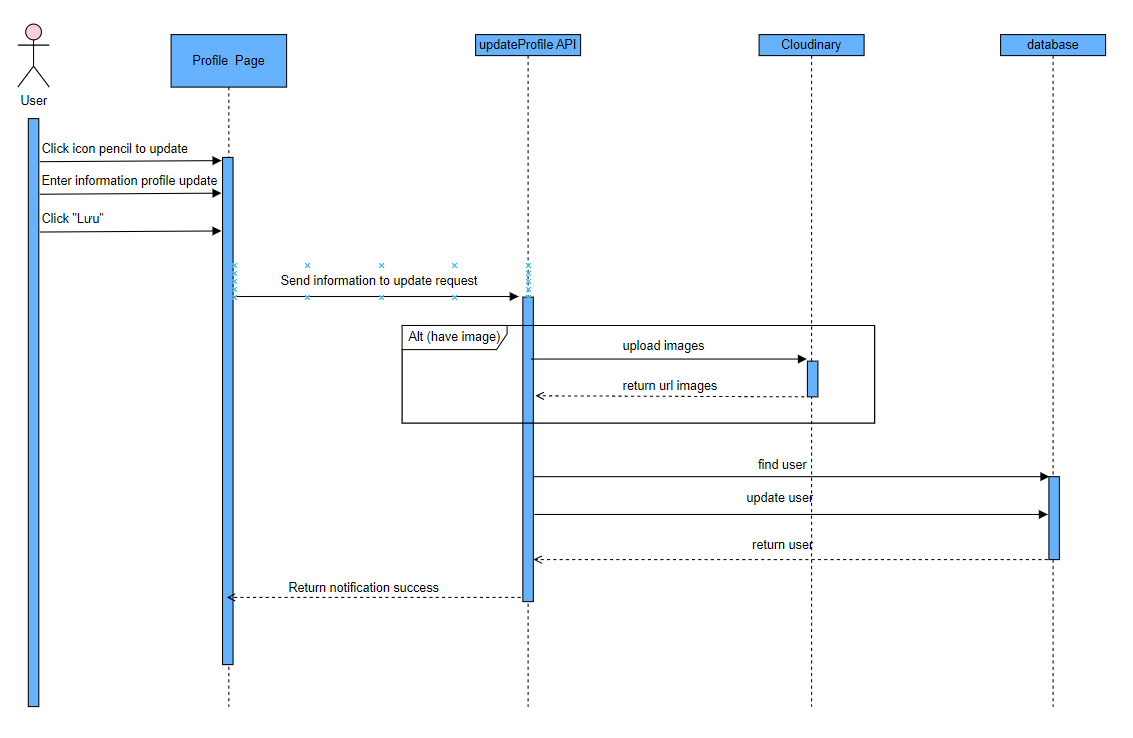 updateProfile API
Cloudinary
database
Profile Page
User
Click icon pencil to update
Enter information profile update
Click "Lưu"
Send information to update request
Alt (have image)
upload images
return url images
find user
update user
return user
Return notification success